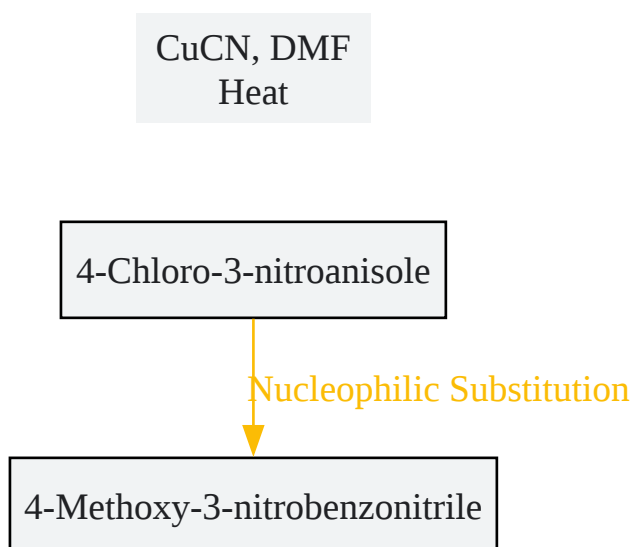 CuCN, DMF
Heat
4-Chloro-3-nitroanisole
Nucleophilic Substitution
4-Methoxy-3-nitrobenzonitrile